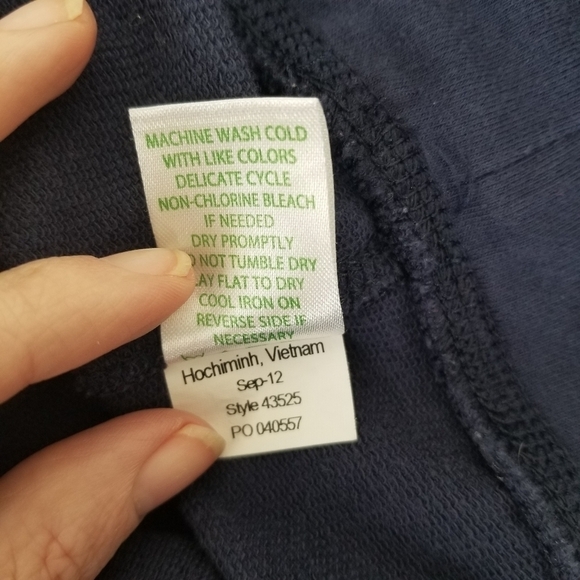 MACHINE WASH COLD
WITH LIKE COLORS
DELICATE CYCLE
NON-CHLORINE BLEACH
IF NEEDED
DRY PROMPTLY
NOT TUMBLE DRY
LAY FLAT TO DRY
COOL IRON ON
REVERSE SIDE IF
NECESSARY
Hochiminh, Vietnam
Sep-12
Style 43525
PO 040557